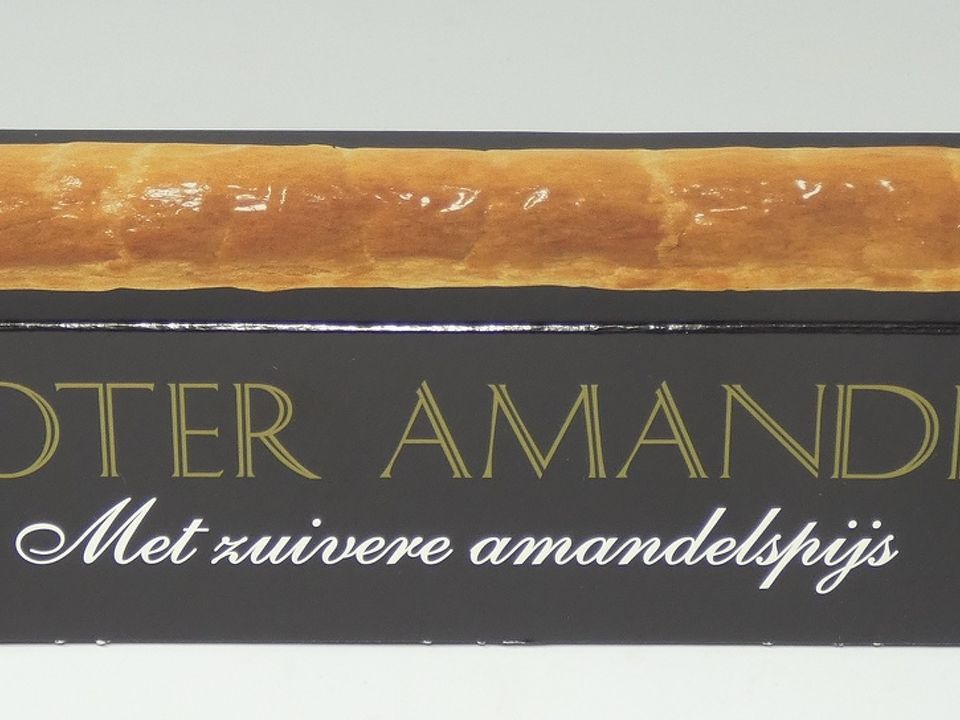 OTER AMAND
Met zuivere amandelspijs